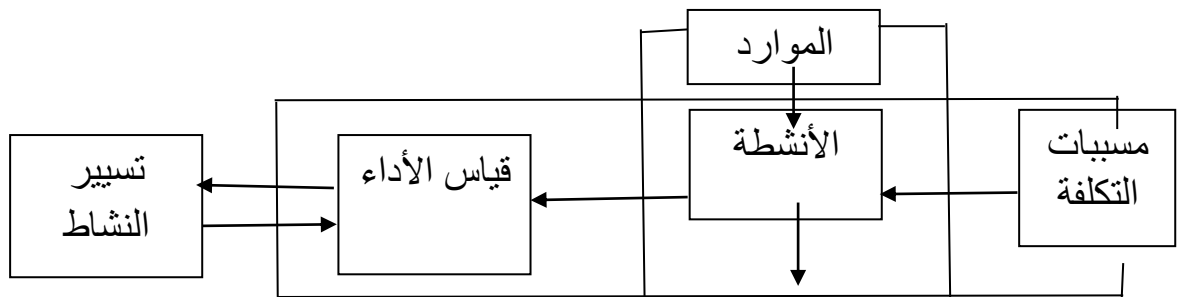 الموارد
مسببات
التكلفة
الأنشطة
قياس الأداء
تسيير
النشاط